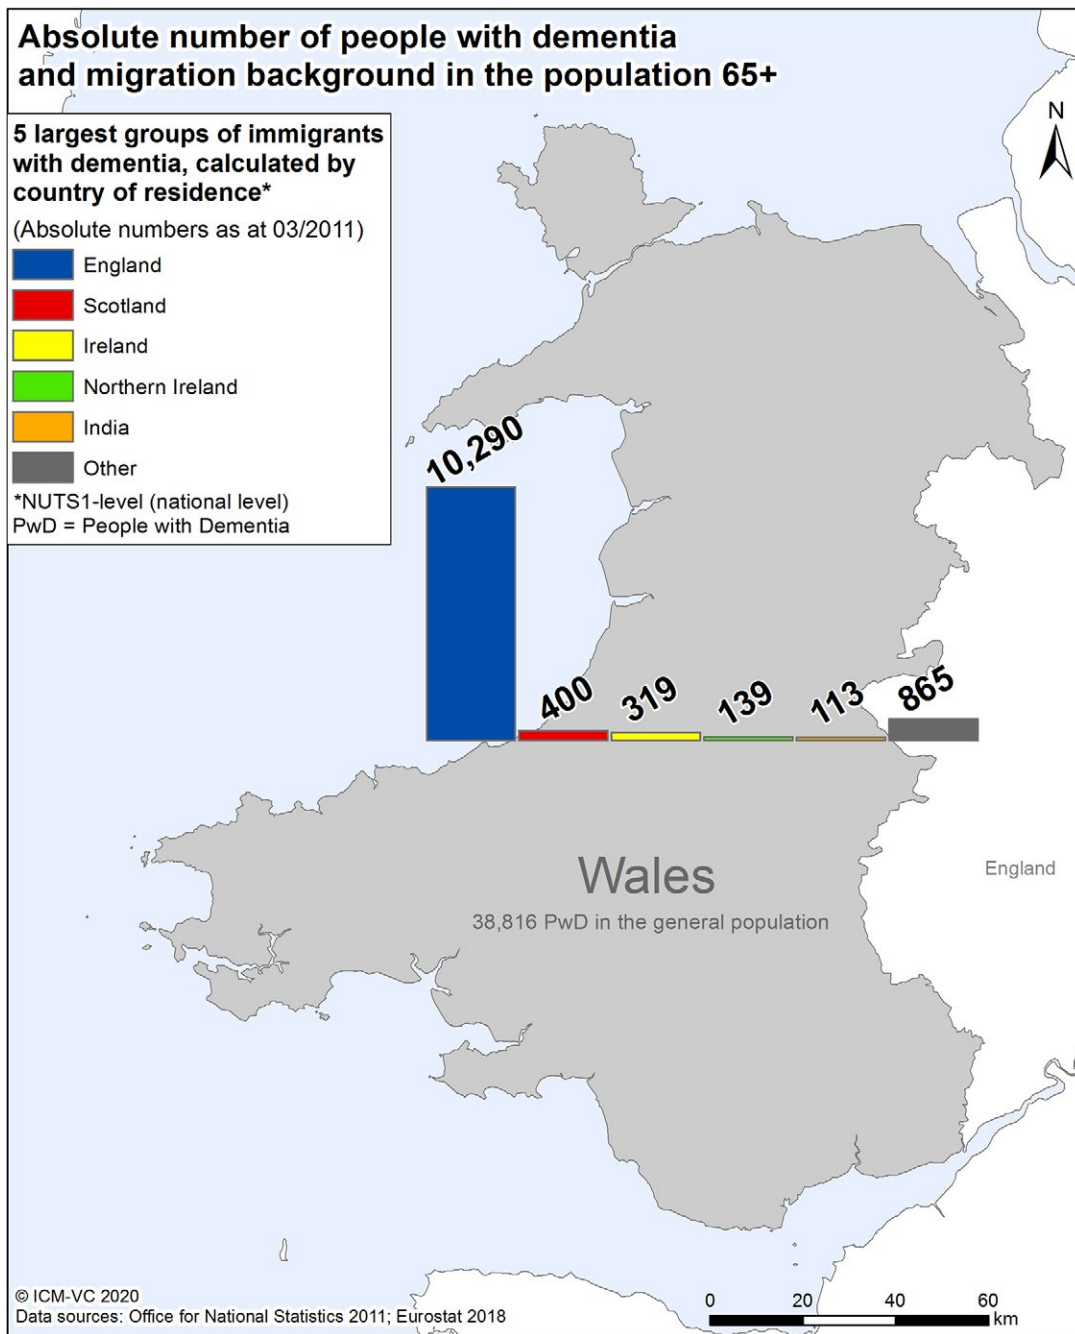 Absolute number of people with dementia
and migration background in the population 65+
5 largest groups of immigrants
with dementia, calculated by
country of residence*
(Absolute numbers as at 03/2011)
England
Scotland
Ireland
Northern Ireland
India
Other
*NUTS1-level (national level)
PwD = People with Dementia
N
10,290
400
319
139
113
865
Wales
38,816 PwD in the general population
England
© ICM-VC 2020
Data sources: Office for National Statistics 2011; Eurostat 2018
0 20 40 60
km